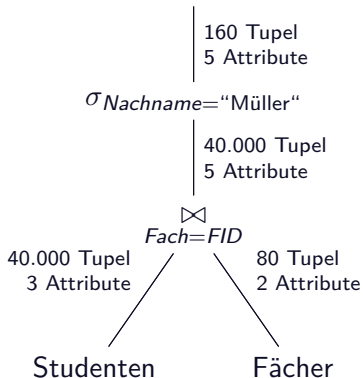 160 Tupel
5 Attribute
σNachname=“Müller“
40.000 Tupel
5 Attribute
⋈
Fach=FID
40.000 Tupel
3 Attribute
80 Tupel
2 Attribute
Studenten
Fächer